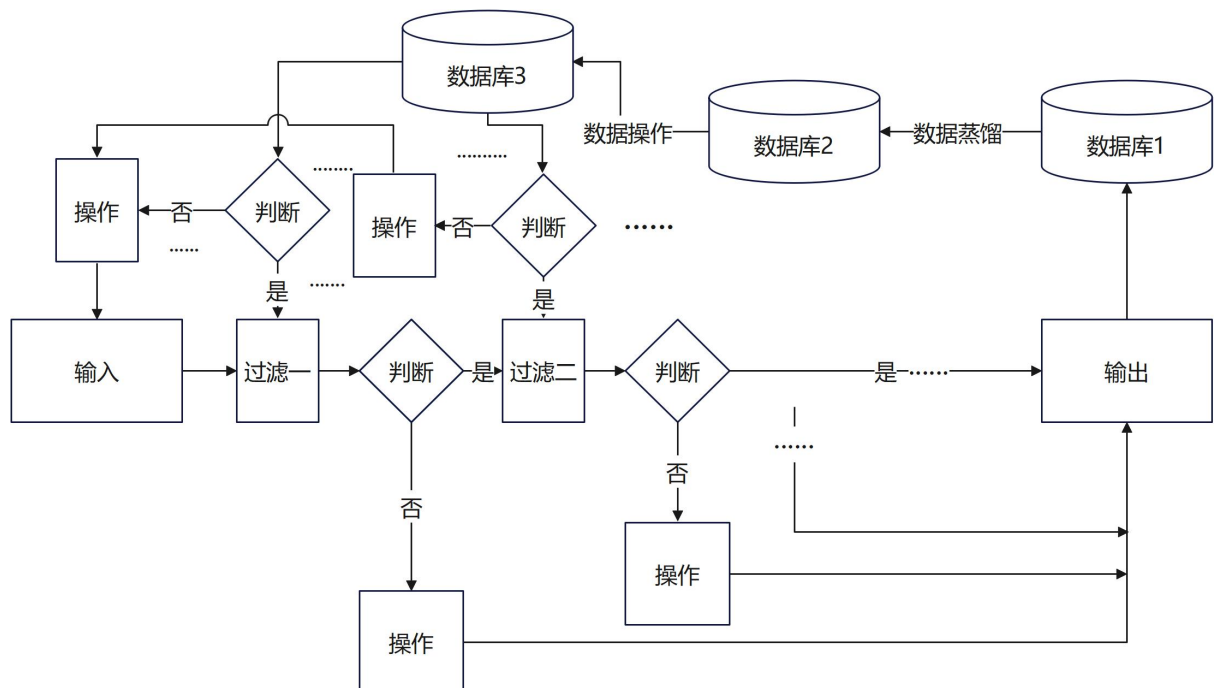 数据库3
数据操作
数据库2
数据蒸馏
数据库1
..........
........
操作
否
判断
操作
否
判断
......
......
是
.......
是
输入
过滤一
判断
是
过滤二
判断
是
......
输出
......
否
否
操作
操作